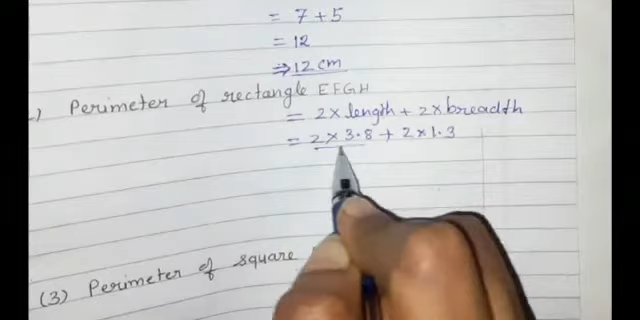 = 7 + 5
= 12
⇒ 12 cm
) Perimeter of rectangle EFGH
= 2 × length + 2 × breadth
= 2 × 3.8 + 2 × 1.3
(3) Perimeter of square